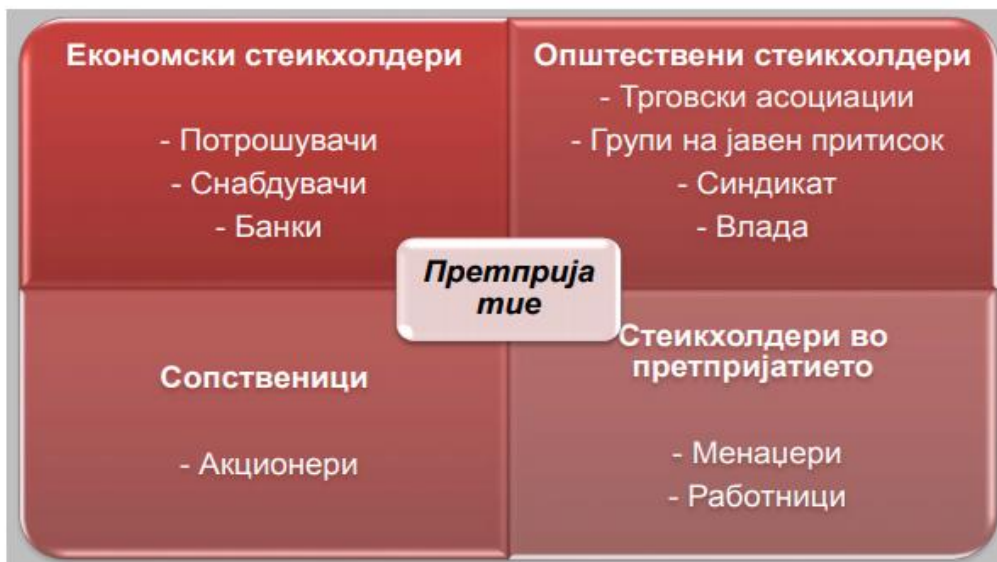 Економски стеикхолдери
- Потрошувачи
- Снабдувачи
- Банки
Општествени стеикхолдери
- Трговски асоциации
- Групи на јавен притисок
- Синдикат
- Влада
Претприја
тие
Сопственици
- Акционери
Стеикхолдери во
претпријатието
- Менаџери
- Работници